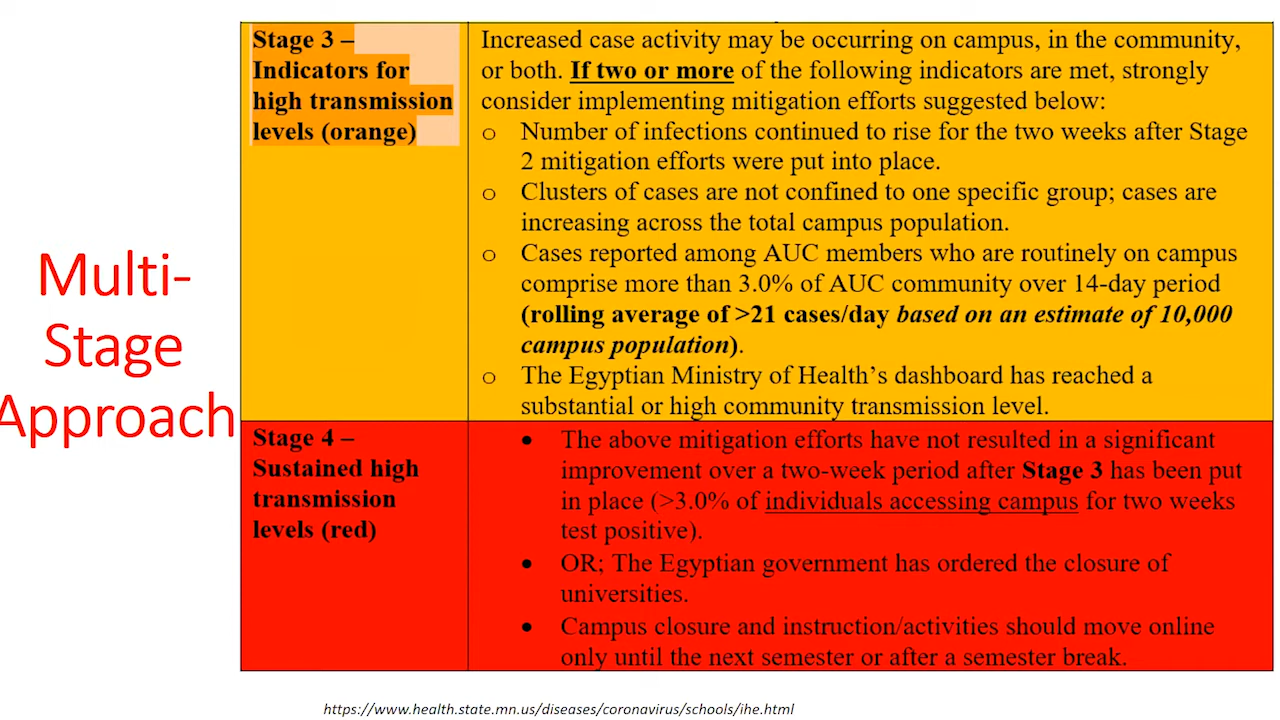 Multi-
Stage
Approach
Stage 3 –
Indicators for
high transmission
levels (orange)
Increased case activity may be occurring on campus, in the community,
or both. If two or more of the following indicators are met, strongly
consider implementing mitigation efforts suggested below:
o Number of infections continued to rise for the two weeks after Stage
2 mitigation efforts were put into place.
o Clusters of cases are not confined to one specific group; cases are
increasing across the total campus population.
o Cases reported among AUC members who are routinely on campus
comprise more than 3.0% of AUC community over 14-day period
(rolling average of >21 cases/day based on an estimate of 10,000
campus population).
o The Egyptian Ministry of Health’s dashboard has reached a
substantial or high community transmission level.
Stage 4 –
Sustained high
transmission
levels (red)
• The above mitigation efforts have not resulted in a significant
improvement over a two-week period after Stage 3 has been put
in place (>3.0% of individuals accessing campus for two weeks
test positive).
• OR; The Egyptian government has ordered the closure of
universities.
• Campus closure and instruction/activities should move online
only until the next semester or after a semester break.
https://www.health.state.mn.us/diseases/coronavirus/schools/ihe.html